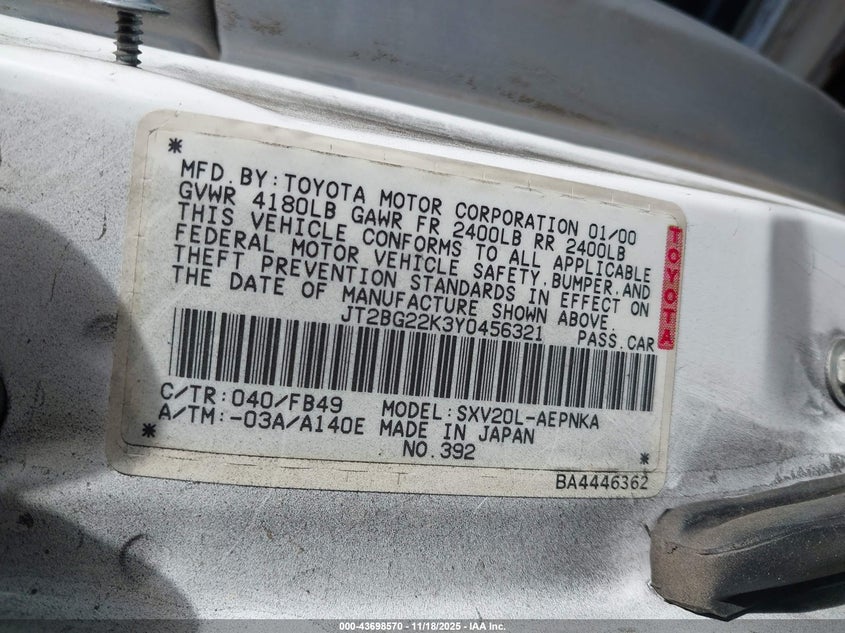 * MFD.BY:TOYOTA MOTOR CORPORATION 01/00
GVWR 4180LB GAWR FR 2400LB RR 2400LB
THIS VEHICLE CONFORMS TO ALL APPLICABLE
FEDERAL MOTOR VEHICLE SAFETY.BUMPER.AND
THEFT PREVENTION STANDARDS IN EFFECT ON
THE DATE OF MANUFACTURE SHOWN ABOVE.
JT2BG22K3Y0456321 PASS.CAR
TOYOTA
C/TR:040/FB49 MODEL:SXV20L-AEPNKA
A/TM:-03A/A140E MADE IN JAPAN
* NO.392 *
BA4446362
000-43698570 — 11/18/2025 — IAA Inc.